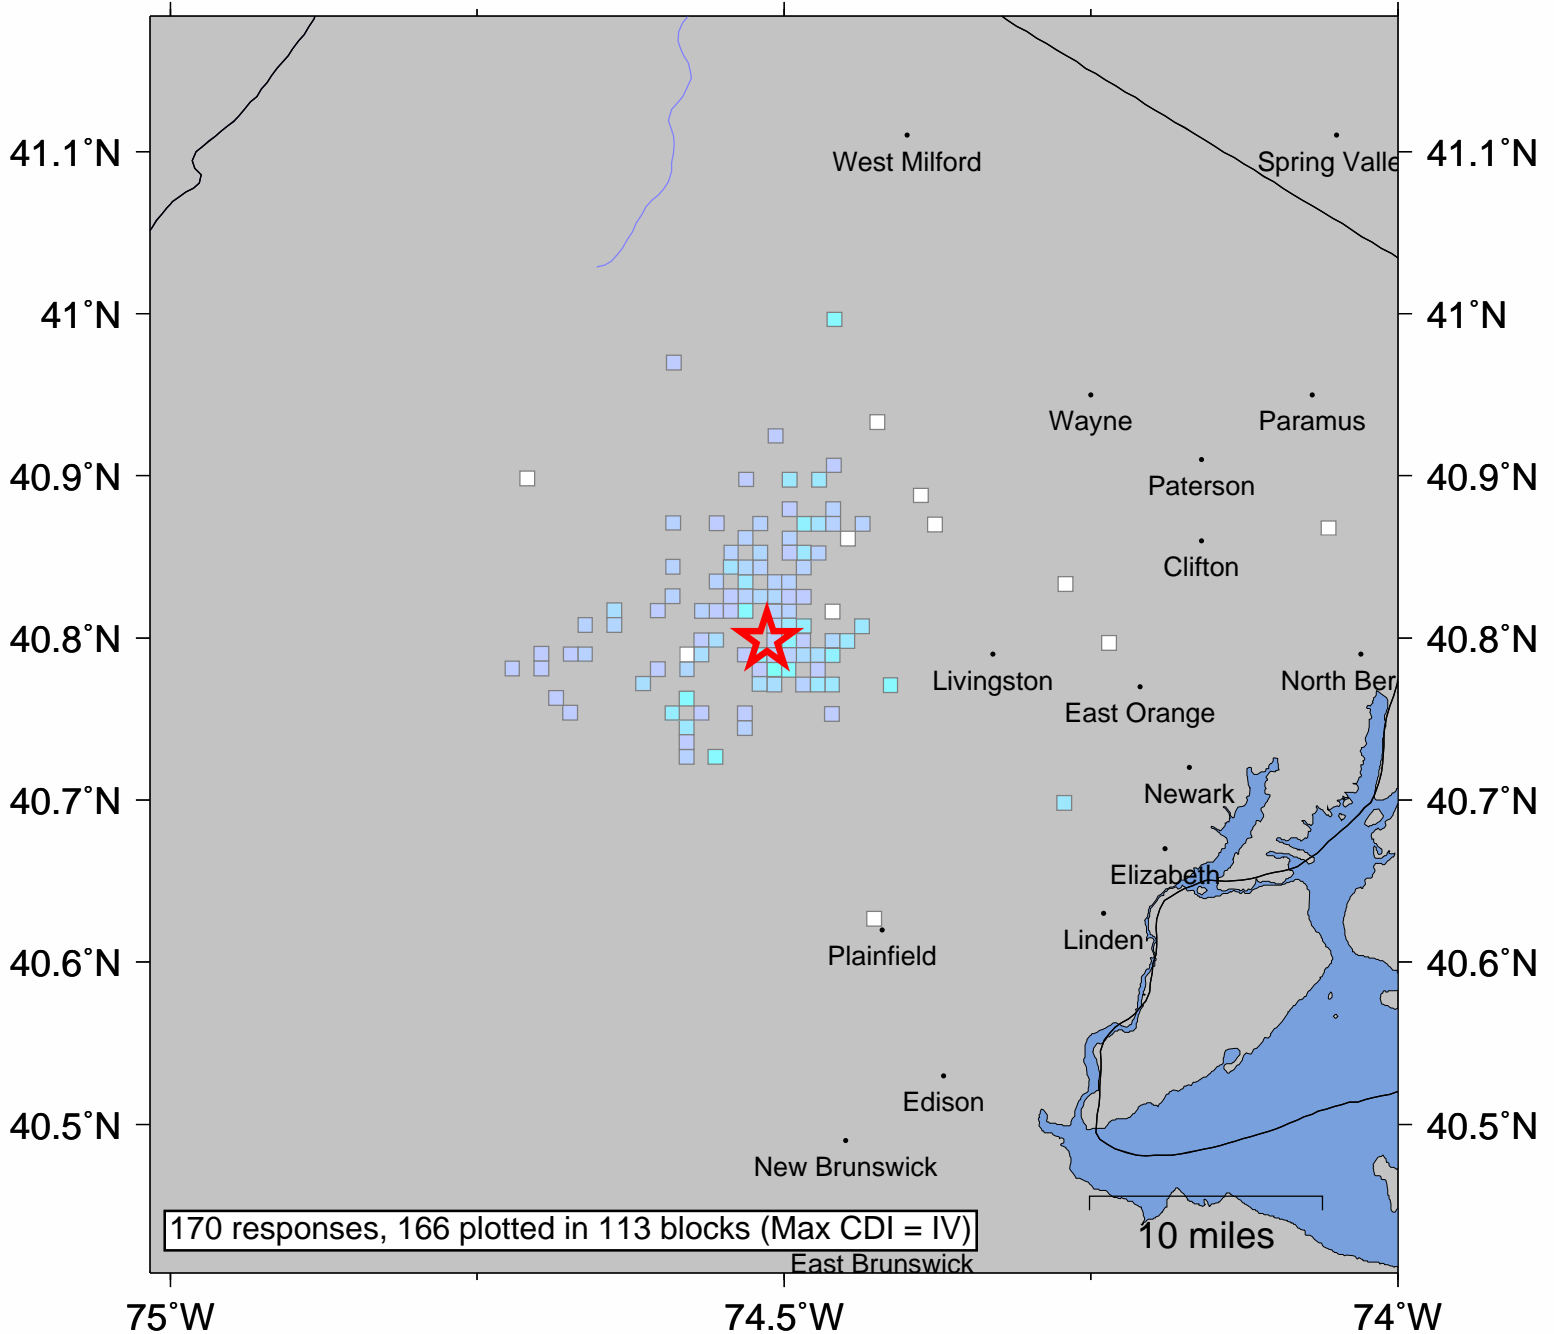 41.1°N
41.1°N
West Milford
Spring Valle
41°N
41°N
Wayne
Paramus
40.9°N
40.9°N
Paterson
Clifton
40.8°N
40.8°N
Livingston
North Ber
East Orange
40.7°N
40.7°N
Newark
Elizabeth
Linden
Plainfield
40.6°N
40.6°N
Edison
40.5°N
40.5°N
New Brunswick
170 responses, 166 plotted in 113 blocks (Max CDI = IV)
10 miles
East Brunswick
75°W
74.5°W
74°W